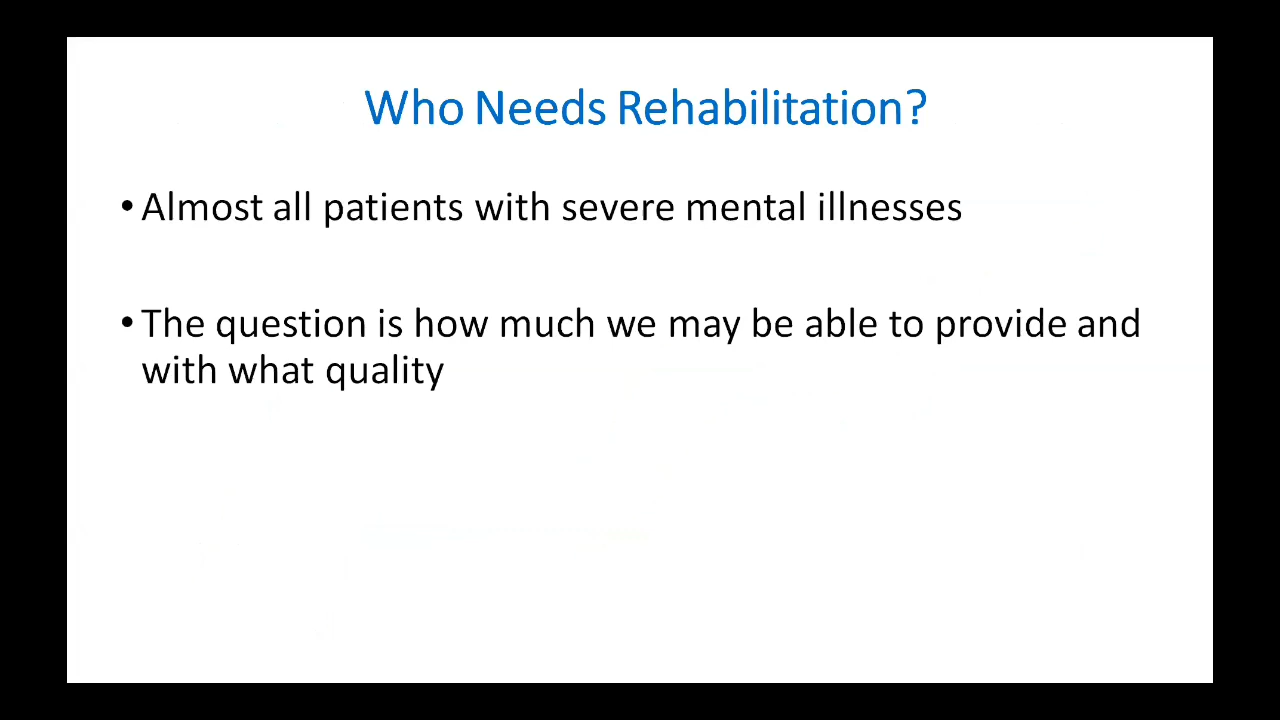 Who Needs Rehabilitation?
• Almost all patients with severe mental illnesses
• The question is how much we may be able to provide and
with what quality